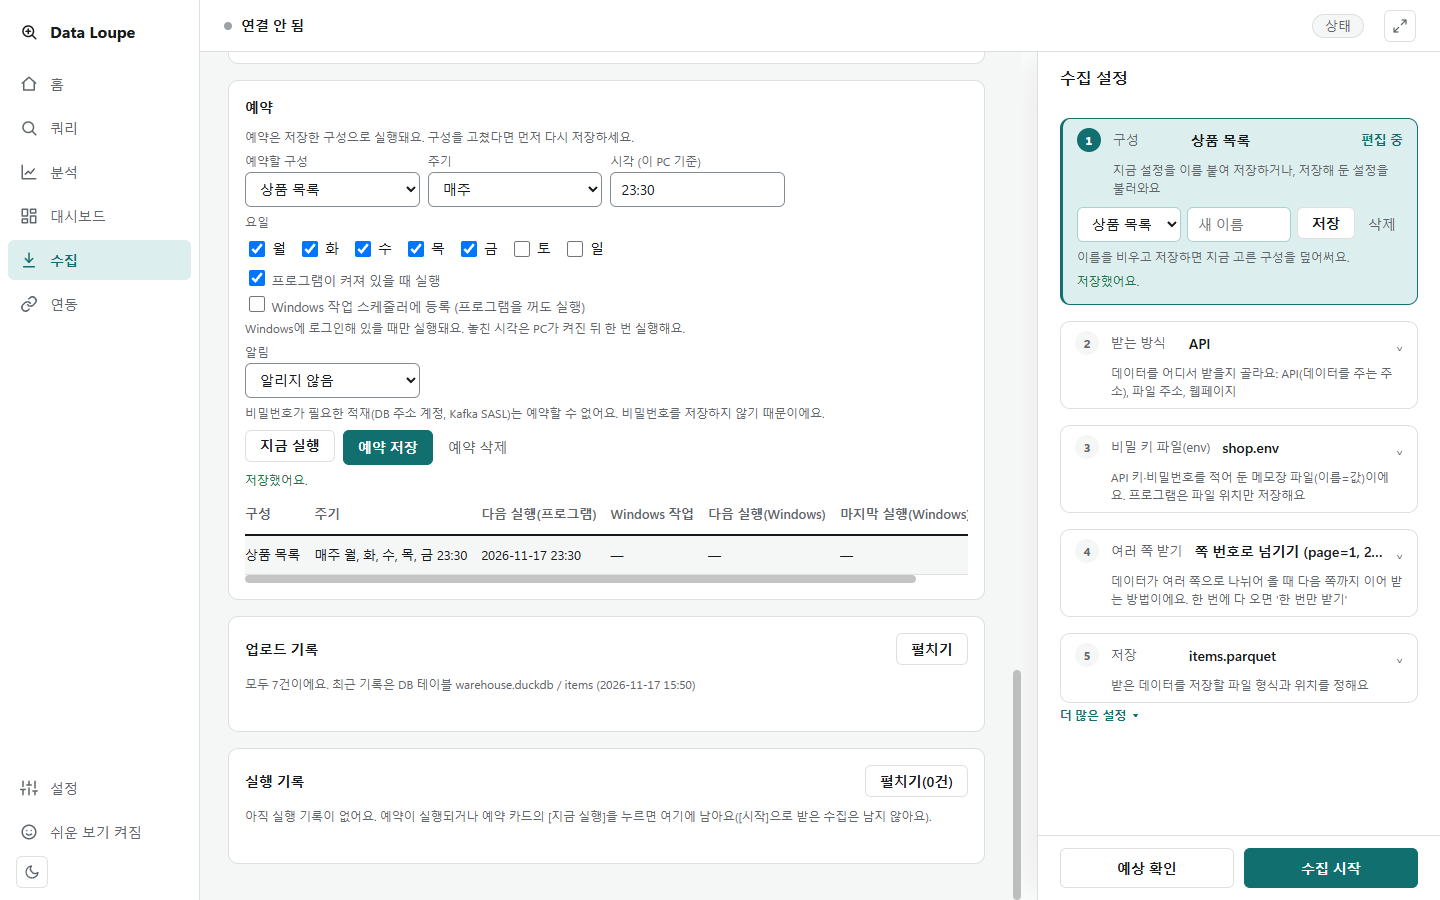 Data Loupe
홈
쿼리
분석
대시보드
수집
연동
설정
쉬운 보기 켜짐
연결 안 됨
상태
예약
예약은 저장한 구성으로 실행돼요. 구성을 고쳤다면 먼저 다시 저장하세요.
예약할 구성
주기
시각 (이 PC 기준)
상품 목록
매주
23:30
요일
월
화
수
목
금
토
일
프로그램이 켜져 있을 때 실행
Windows 작업 스케줄러에 등록 (프로그램을 꺼도 실행)
Windows에 로그인해 있을 때만 실행돼요. 놓친 시각은 PC가 켜진 뒤 한 번 실행해요.
알림
알리지 않음
비밀번호가 필요한 적재(DB 주소 계정, Kafka SASL)는 예약할 수 없어요. 비밀번호를 저장하지 않기 때문이에요.
지금 실행
예약 저장
예약 삭제
저장했어요.
구성 주기 다음 실행(프로그램) Windows 작업 다음 실행(Windows) 마지막 실행(Windows)
상품 목록 매주 월, 화, 수, 목, 금 23:30 2026-11-17 23:30 — — —
업로드 기록
펼치기
모두 7건이에요. 최근 기록은 DB 테이블 warehouse.duckdb / items (2026-11-17 15:50)
실행 기록
펼치기(0건)
아직 실행 기록이 없어요. 예약이 실행되거나 예약 카드의 [지금 실행]을 누르면 여기에 남아요([시작]으로 받은 수집은 남지 않아요).
수집 설정
1 구성 상품 목록 편집 중
지금 설정을 이름 붙여 저장하거나, 저장해 둔 설정을
불러와요
상품 목록
새 이름
저장
삭제
이름을 비우고 저장하면 지금 고른 구성을 덮어써요.
저장했어요.
2 받는 방식 API
데이터를 어디서 받을지 골라요: API(데이터를 주는 주
소), 파일 주소, 웹페이지
3 비밀 키 파일(env) shop.env
API 키·비밀번호를 적어 둔 메모장 파일(이름=값)이에
요. 프로그램은 파일 위치만 저장해요
4 여러 쪽 받기 쪽 번호로 넘기기 (page=1, 2...
데이터가 여러 쪽으로 나뉘어 올 때 다음 쪽까지 이어 받
는 방법이에요. 한 번에 다 오면 '한 번만 받기'
5 저장 items.parquet
받은 데이터를 저장할 파일 형식과 위치를 정해요
더 많은 설정
예상 확인
수집 시작